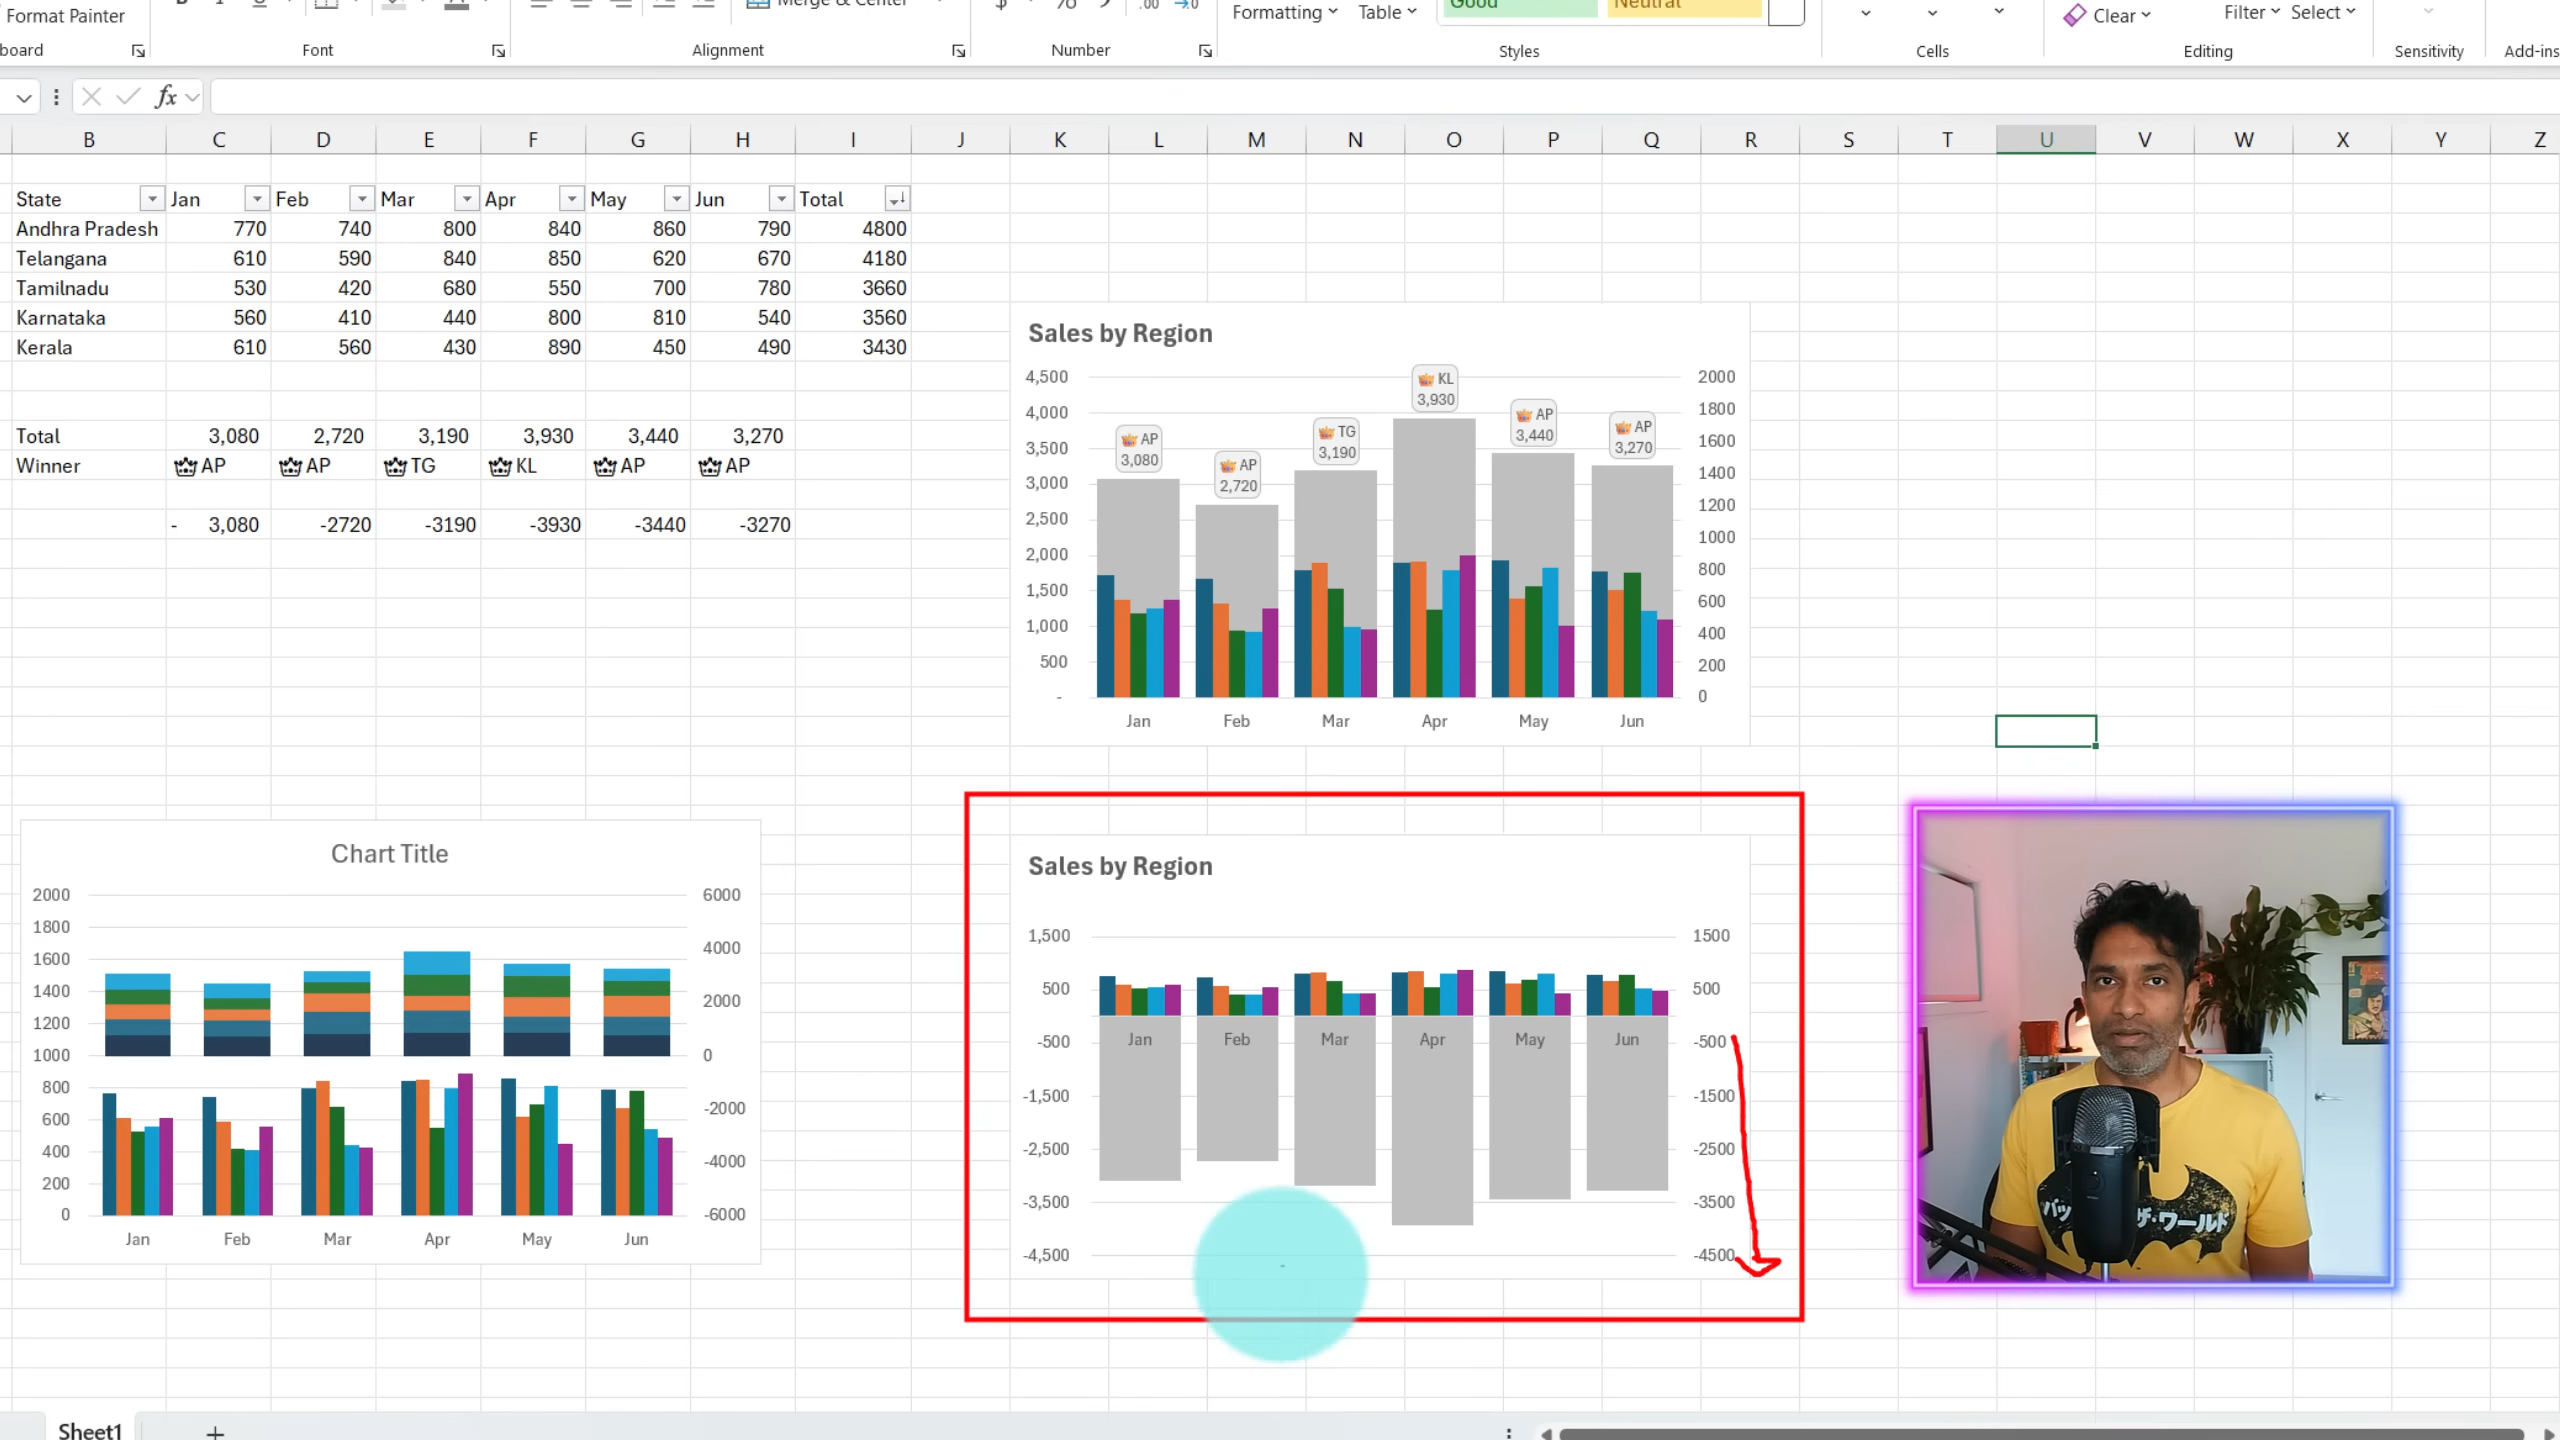 Format Painter
Merge & Center
$ % .00 →0
Formatting Table Good Neutral
Clear Filter Select
board Font Alignment Number Styles Cells Editing Sensitivity Add-ins
fx
B C D E F G H I J K L M N O P Q R S T U V W X Y Z
State Jan Feb Mar Apr May Jun Total
Andhra Pradesh 770 740 800 840 860 790 4800
Telangana 610 590 840 850 620 670 4180
Tamilnadu 530 420 680 550 700 780 3660
Karnataka 560 410 440 800 810 540 3560
Kerala 610 560 430 890 450 490 3430
Total 3,080 2,720 3,190 3,930 3,440 3,270
Winner AP AP TG KL AP AP
- 3,080 -2720 -3190 -3930 -3440 -3270
Sales by Region
4,500
4,000
3,500
3,000
2,500
2,000
1,500
1,000
500
-
AP
3,080
AP
2,720
TG
3,190
KL
3,930
AP
3,440
AP
3,270
2000
1800
1600
1400
1200
1000
800
600
400
200
0
Jan Feb Mar Apr May Jun
Chart Title
2000
1800
1600
1400
1200
1000
800
600
400
200
0
6000
4000
2000
0
-2000
-4000
-6000
Jan Feb Mar Apr May Jun
Sales by Region
1,500
500
-500
-1,500
-2,500
-3,500
-4,500
Jan Feb Mar Apr May Jun
1500
500
-500
-1500
-2500
-3500
-4500
Sheet1